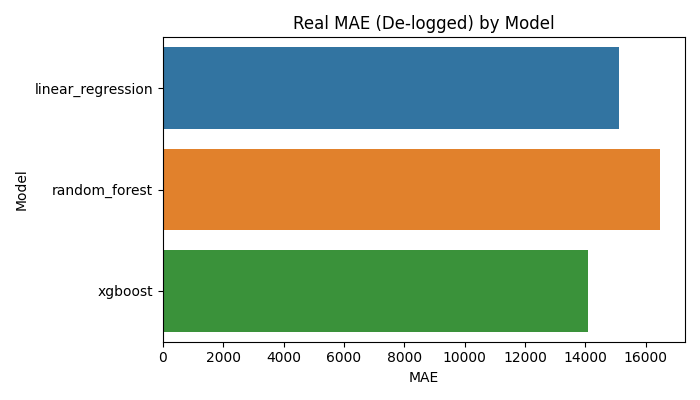 Real MAE (De-logged) by Model
linear_regression
random_forest
xgboost
Model
0 2000 4000 6000 8000 10000 12000 14000 16000
MAE